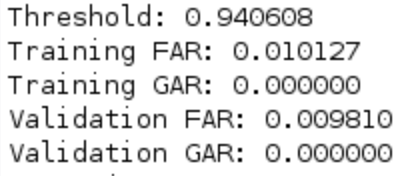 Threshold: 0.940608
Training FAR: 0.010127
Training GAR: 0.000000
Validation FAR: 0.009810
Validation GAR: 0.000000